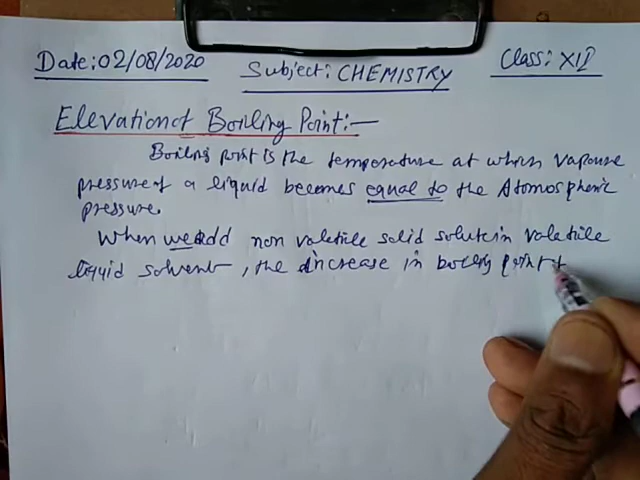 Date: 02/08/2020
Subject: CHEMISTRY
Class: XII
Elevation of Boiling Point:—
Boiling point is the temperature at which vapoure
pressure of a liquid becomes equal to the Atomospheric
pressure.
When we add non volatile solid solute in volatile
liquid solvent, the increase in boiling point